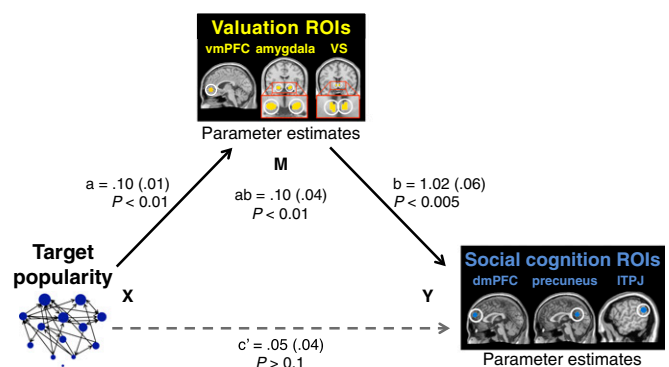 Valuation ROIs
vmPFC amygdala VS
Parameter estimates
M
a = .10 (.01)
P < 0.01
ab = .10 (.04)
P < 0.01
b = 1.02 (.06)
P < 0.005
Target
popularity
X
Y
Social cognition ROIs
dmPFC precuneus lTPJ
Parameter estimates
c' = .05 (.04)
P > 0.1